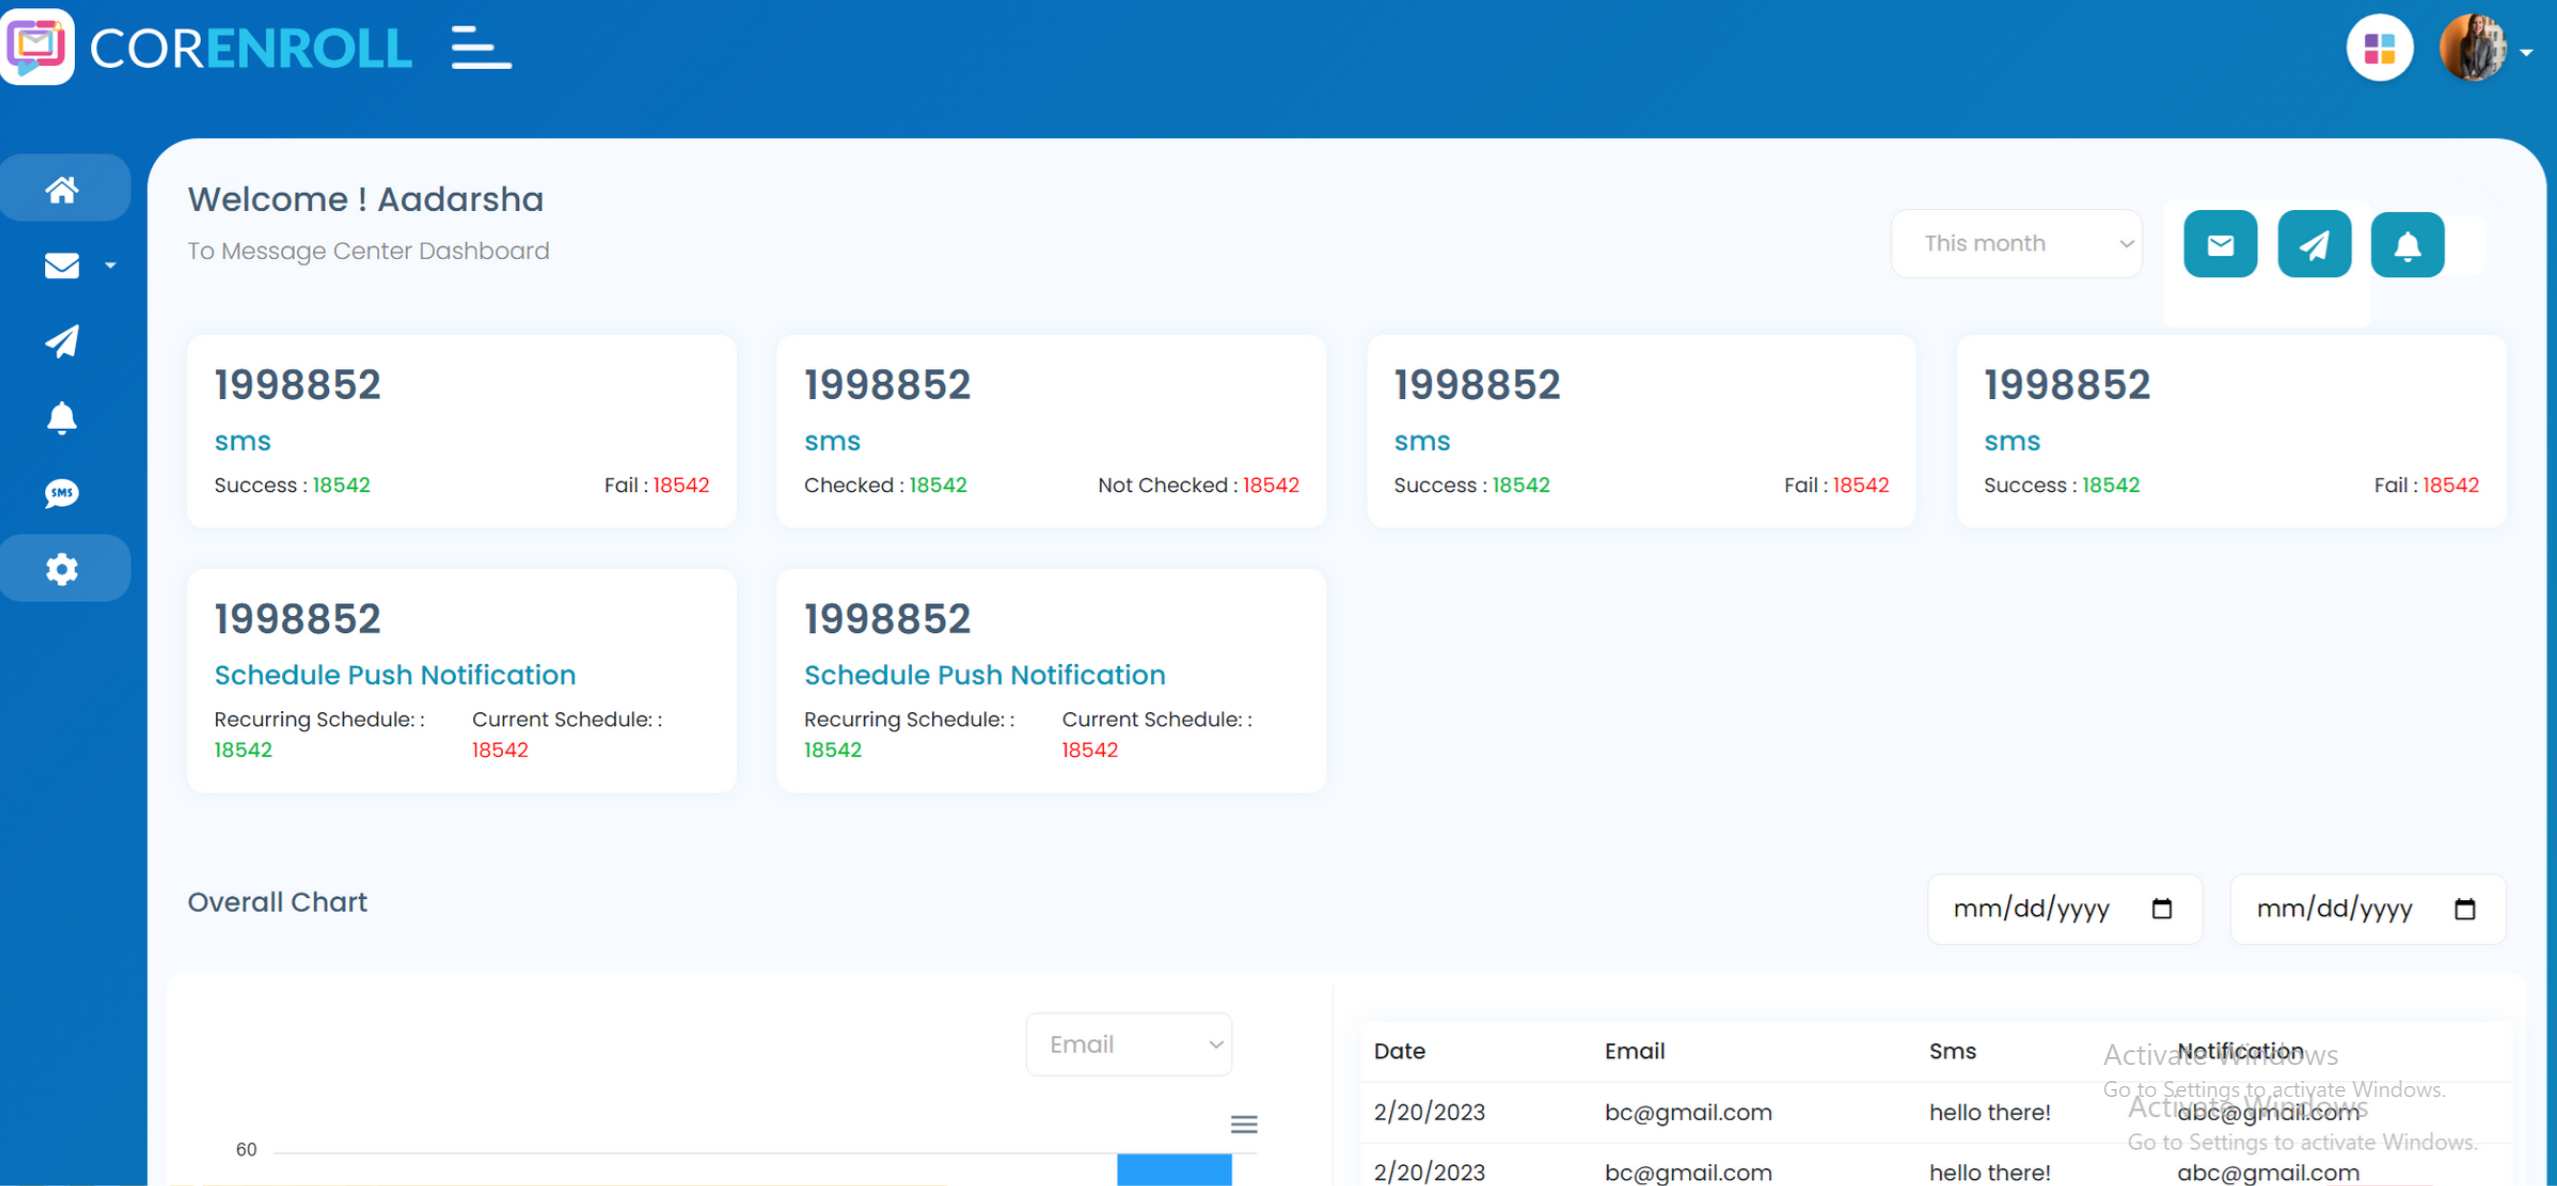 CORENROLL
Welcome ! Aadarsha
To Message Center Dashboard
This month
1998852
sms
Success : 18542
Fail : 18542
1998852
sms
Checked : 18542
Not Checked : 18542
1998852
sms
Success : 18542
Fail : 18542
1998852
sms
Success : 18542
Fail : 18542
SMS
1998852
Schedule Push Notification
Recurring Schedule: :
18542
Current Schedule: :
18542
1998852
Schedule Push Notification
Recurring Schedule: :
18542
Current Schedule: :
18542
Overall Chart
mm/dd/yyyy
mm/dd/yyyy
Email
60
Date Email Sms Notification
2/20/2023 bc@gmail.com hello there! abc@gmail.com
2/20/2023 bc@gmail.com hello there! abc@gmail.com
Activate Windows
Go to Settings to activate Windows.
Activate Windows
Go to Settings to activate Windows.